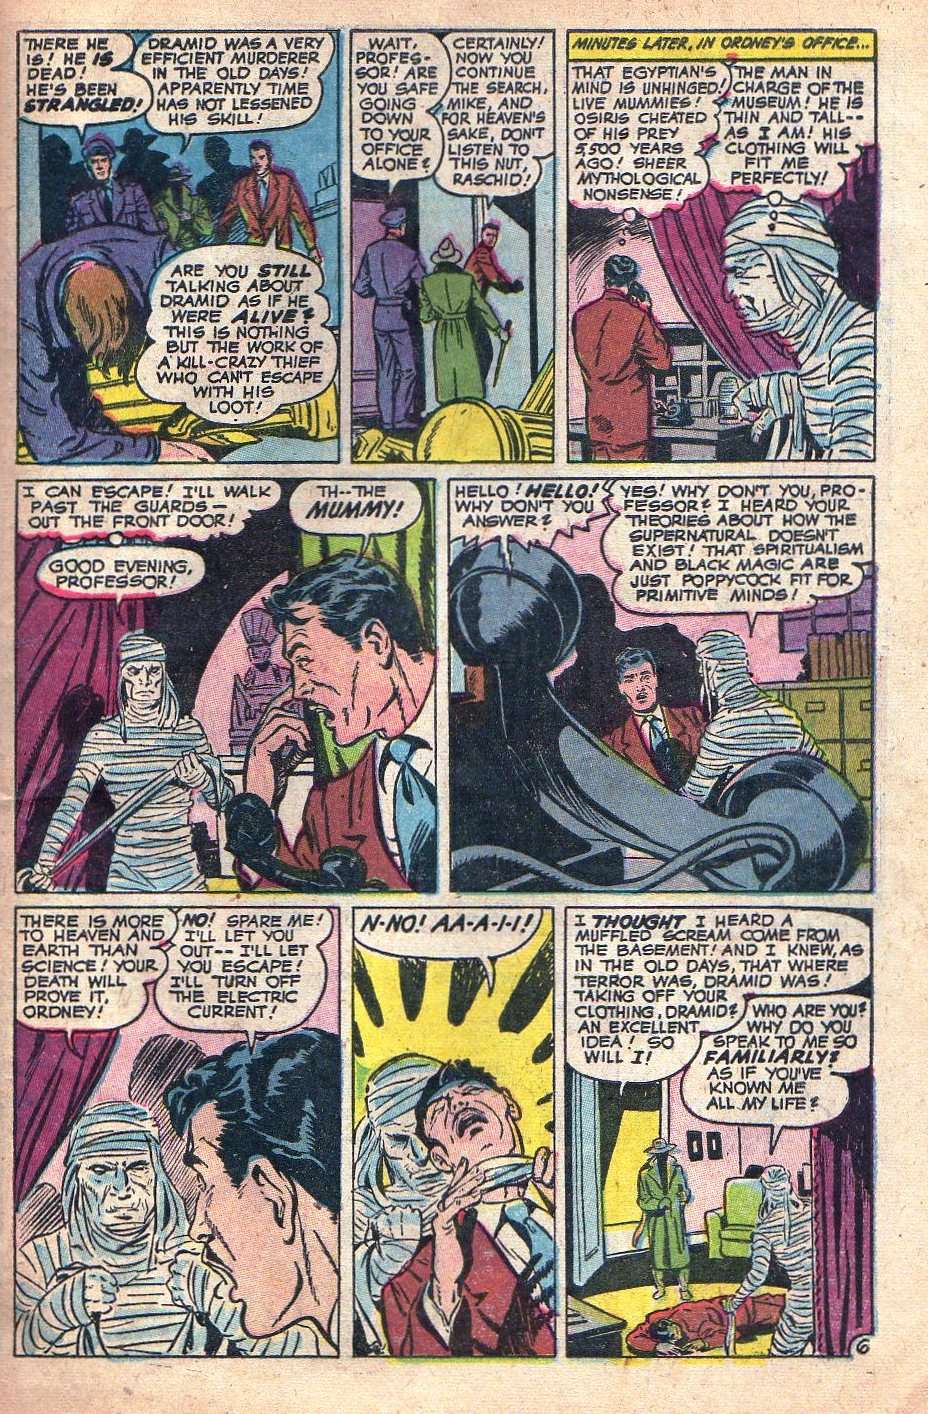 THERE HE
IS! HE IS
DEAD!
HE'S BEEN
STRANGLED!
DRAMID WAS A VERY
EFFICIENT MURDERER
IN THE OLD DAYS!
APPARENTLY TIME
HAS NOT LESSENED
HIS SKILL!
ARE YOU STILL
TALKING ABOUT
DRAMID AS IF HE
WERE ALIVE?
THIS IS NOTHING
BUT THE WORK OF
A KILL-CRAZY THIEF
WHO CAN'T ESCAPE
WITH HIS
LOOT!
WAIT,
PROFES-
SOR! ARE
YOU SAFE
GOING
DOWN
TO YOUR
OFFICE
ALONE?
CERTAINLY!
NOW YOU
CONTINUE
THE SEARCH,
MIKE, AND
FOR HEAVEN'S
SAKE, DON'T
LISTEN TO
THIS NUT,
RASCHID!
MINUTES LATER, IN ORDNEY'S OFFICE...
THAT EGYPTIAN'S
MIND IS UNHINGED!
LIVE MUMMIES!
OSIRIS CHEATED
OF HIS PREY
5,500 YEARS
AGO! SHEER
MYTHOLOGICAL
NONSENSE!
THE MAN IN
CHARGE OF THE
MUSEUM! HE IS
THIN AND TALL--
AS I AM! HIS
CLOTHING WILL
FIT ME
PERFECTLY!
I CAN ESCAPE! I'LL WALK
PAST THE GUARDS—
OUT THE FRONT DOOR!
GOOD EVENING,
PROFESSOR!
TH--THE
MUMMY!
HELLO! HELLO!
WHY DON'T YOU
ANSWER?
YES! WHY DON'T YOU, PRO-
FESSOR? I HEARD YOUR
THEORIES ABOUT HOW THE
SUPERNATURAL DOESN'T
EXIST! THAT SPIRITUALISM
AND BLACK MAGIC ARE
JUST POPPYCOCK FIT FOR
PRIMITIVE MINDS!
THERE IS MORE
TO HEAVEN AND
EARTH THAN
SCIENCE! YOUR
DEATH WILL
PROVE IT,
ORDNEY!
NO! SPARE ME!
I'LL LET YOU
OUT-- I'LL LET
YOU ESCAPE!
I'LL TURN OFF
THE ELECTRIC
CURRENT!
N-NO! AA-A-I-I!
I THOUGHT I HEARD A
MUFFLED SCREAM COME FROM
THE BASEMENT! AND I KNEW, AS
IN THE OLD DAYS, THAT WHERE
TERROR WAS, DRAMID WAS!
TAKING OFF YOUR
CLOTHING, DRAMID?
AN EXCELLENT
IDEA! SO
WILL I!
WHO ARE YOU?
WHY DO YOU
SPEAK TO ME SO
FAMILIARLY?
AS IF YOU'VE
KNOWN ME
ALL MY LIFE?
6